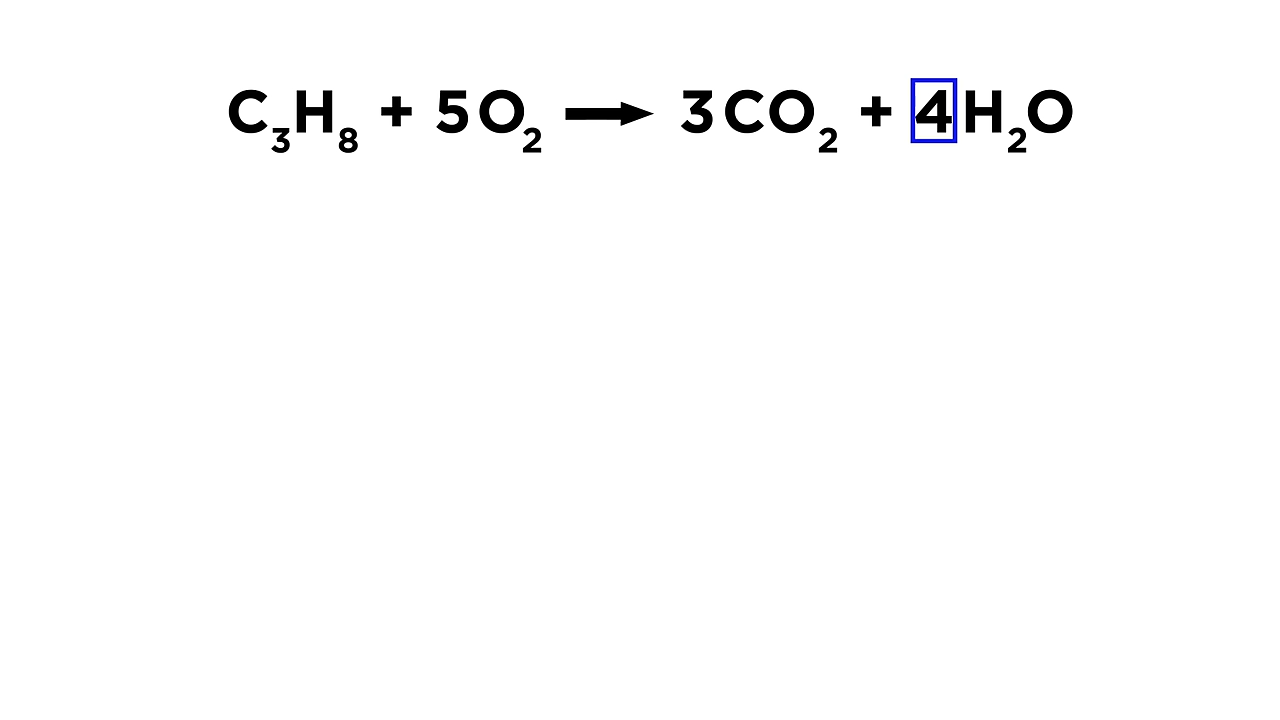 C₃H₈ + 5O₂ → 3CO₂ + 4H₂O